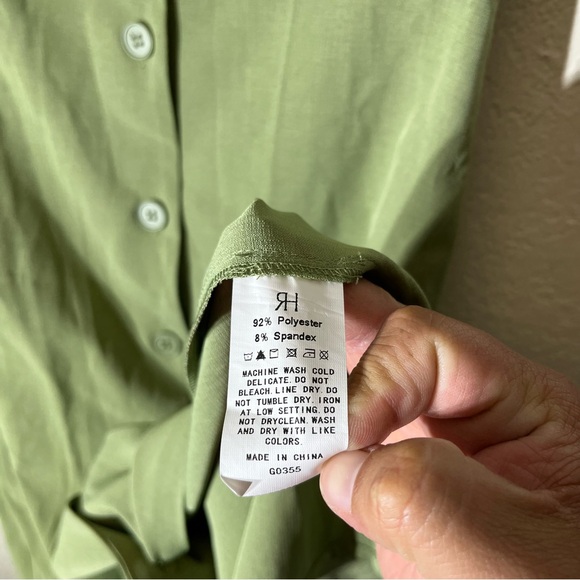 RH
92% Polyester
8% Spandex
MACHINE WASH COLD
DELICATE. DO NOT
BLEACH. LINE DRY. DO
NOT TUMBLE DRY. IRON
AT LOW SETTING. DO
NOT DRYCLEAN. WASH
AND DRY WITH LIKE
COLORS.
MADE IN CHINA
G0355